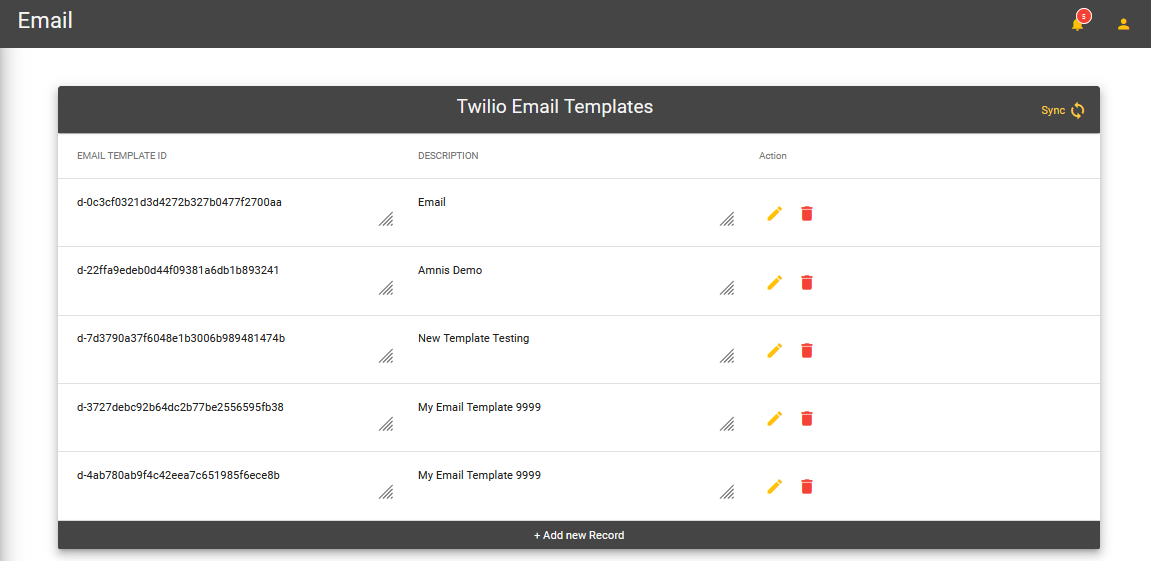 Email
5
Twilio Email Templates
Sync
EMAIL TEMPLATE ID DESCRIPTION Action
d-0c3cf0321d3d4272b327b0477f2700aa Email
d-22ffa9edeb0d44f09381a6db1b893241 Amnis Demo
d-7d3790a37f6048e1b3006b989481474b New Template Testing
d-3727debc92b64dc2b77be2556595fb38 My Email Template 9999
d-4ab780ab9f4c42eea7c651985f6ece8b My Email Template 9999
+ Add new Record